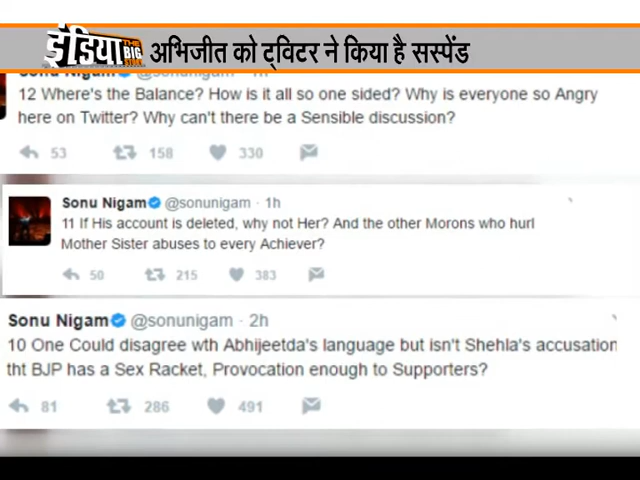 इंडिया THE BIG
अभिजीत को ट्विटर ने किया है सस्पेंड
Sonu Nigam @sonunigam · 1h
12 Where's the Balance? How is it all so one sided? Why is everyone so Angry
here on Twitter? Why can't there be a Sensible discussion?
53 158 330
Sonu Nigam @sonunigam · 1h
11 If His account is deleted, why not Her? And the other Morons who hurl
Mother Sister abuses to every Achiever?
50 215 383
Sonu Nigam @sonunigam · 2h
10 One Could disagree wth Abhijeetda's language but isn't Shehla's accusation
tht BJP has a Sex Racket, Provocation enough to Supporters?
81 286 491